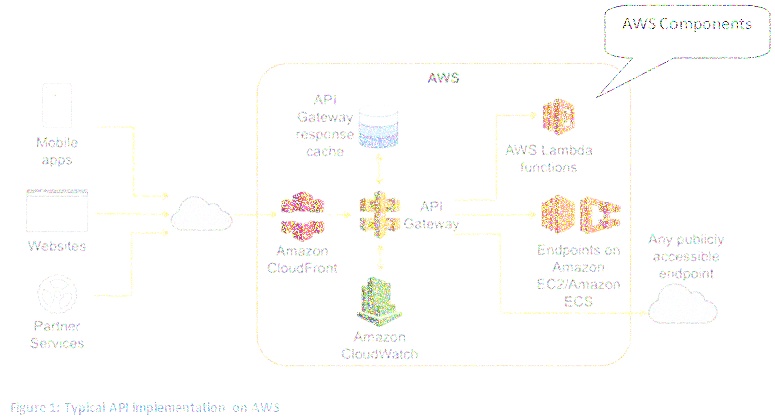 AWS Components
AWS
API
Gateway
response
cache
Mobile
apps
AWS Lambda
functions
API
Gateway
Websites
Amazon
CloudFront
Endpoints on
Amazon
EC2/Amazon
ECS
Any publicly
accessible
endpoint
Partner
Services
Amazon
CloudWatch
Figure 1: Typical API Implementation on AWS